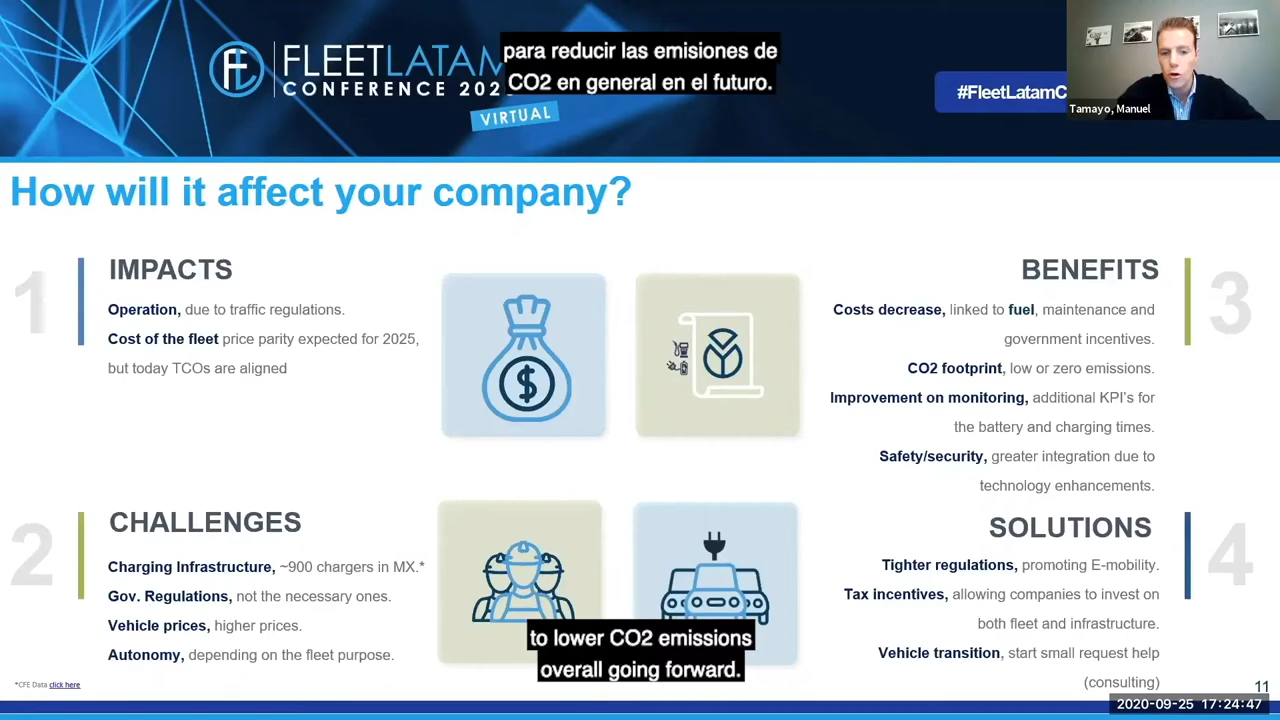 FLEETLATAM
CONFERENCE 202
VIRTUAL
para reducir las emisiones de
CO2 en general en el futuro.
#FleetLatamC
Tamayo, Manuel
How will it affect your company?
1
IMPACTS
Operation, due to traffic regulations.
Cost of the fleet price parity expected for 2025,
but today TCOs are aligned
2
CHALLENGES
Charging Infrastructure, ~900 chargers in MX.*
Gov. Regulations, not the necessary ones.
Vehicle prices, higher prices.
Autonomy, depending on the fleet purpose.
$
BENEFITS
3
Costs decrease, linked to fuel, maintenance and
government incentives.
CO2 footprint, low or zero emissions.
Improvement on monitoring, additional KPI's for
the battery and charging times.
Safety/security, greater integration due to
technology enhancements.
SOLUTIONS
4
Tighter regulations, promoting E-mobility.
Tax incentives, allowing companies to invest on
both fleet and infrastructure.
Vehicle transition, start small request help
(consulting)
to lower CO2 emissions
overall going forward.
*CFE Data click here
11
2020-09-25 17:24:47